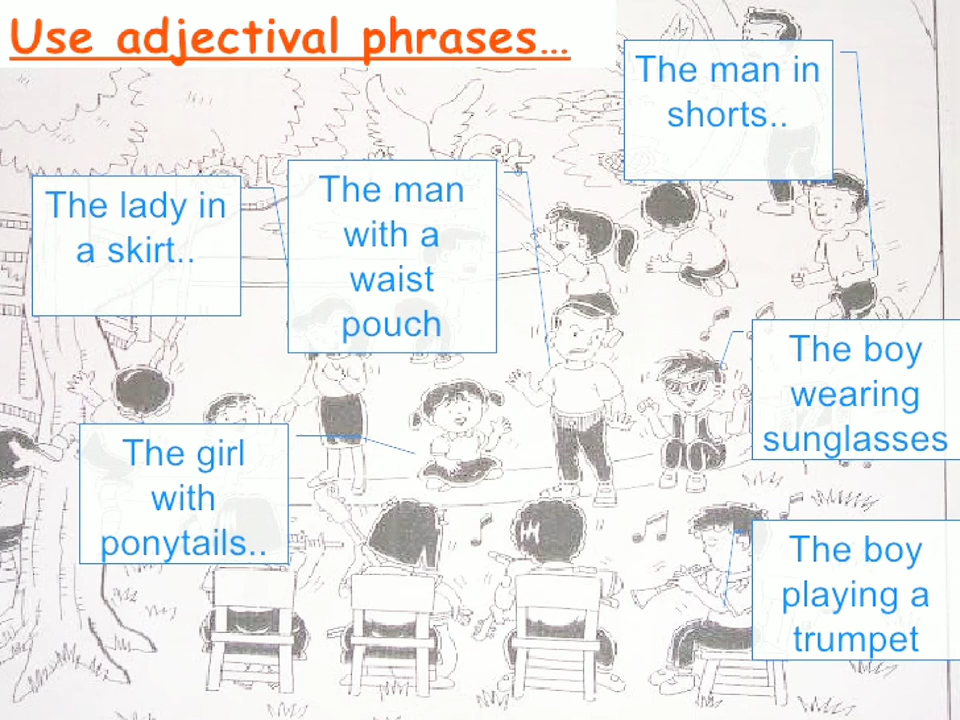 Use adjectival phrases…
The man in
shorts..
The lady in
a skirt..
The man
with a
waist
pouch
The boy
wearing
sunglasses
The girl
with
ponytails..
The boy
playing a
trumpet